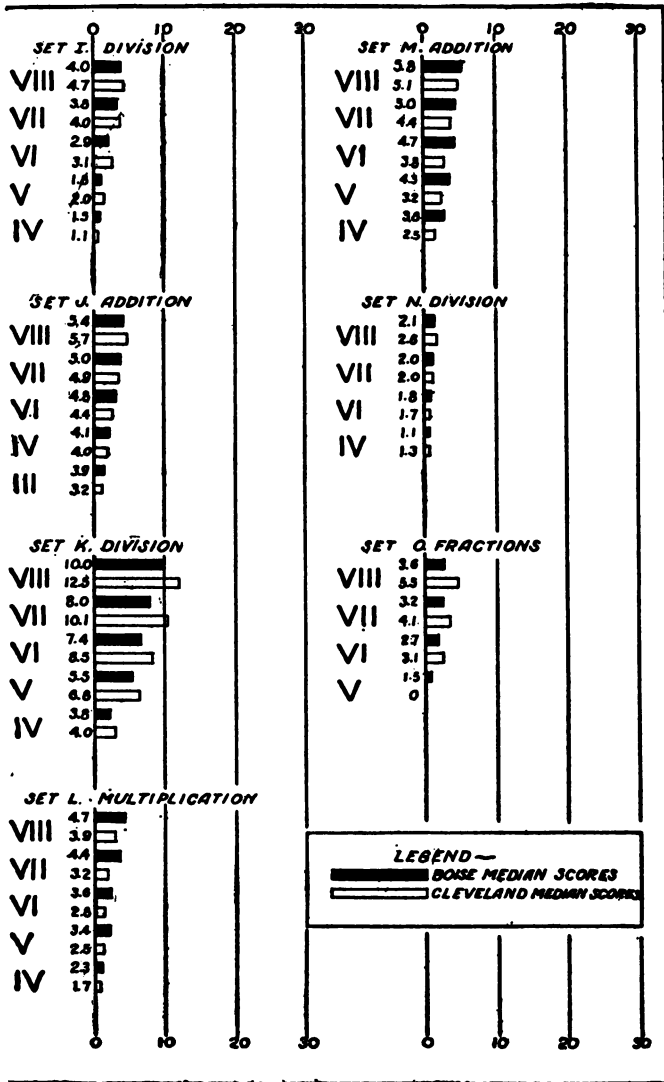 0 10 20 30
SET I. DIVISION
4.0
VIII
4.7
3.8
VII
4.0
2.9
VI
3.1
1.6
V
2.0
1.5
IV
1.1
SET J. ADDITION
5.4
VIII
5.7
5.0
VII
4.9
4.8
VI
4.4
4.1
IV
4.0
3.9
III
3.2
SET K. DIVISION
10.0
VIII
12.5
8.0
VII
10.1
7.4
VI
8.5
5.5
V
6.8
3.8
IV
4.0
SET L. MULTIPLICATION
4.7
VIII
3.9
4.4
VII
3.2
3.6
VI
2.8
3.4
V
2.5
2.3
IV
1.7
0 10 20 30
0 10 20 30
SET M. ADDITION
5.8
VIII
5.1
5.0
VII
4.4
4.7
VI
3.8
4.3
V
3.2
3.6
IV
2.5
SET N. DIVISION
2.1
VIII
2.6
2.0
VII
2.0
1.8
VI
1.7
1.1
IV
1.3
SET O. FRACTIONS
3.6
VIII
5.5
3.2
VII
4.1
2.7
VI
3.1
1.5
V
0
LEGEND—
BOISE MEDIAN SCORES
CLEVELAND MEDIAN SCORES
0 10 20 30